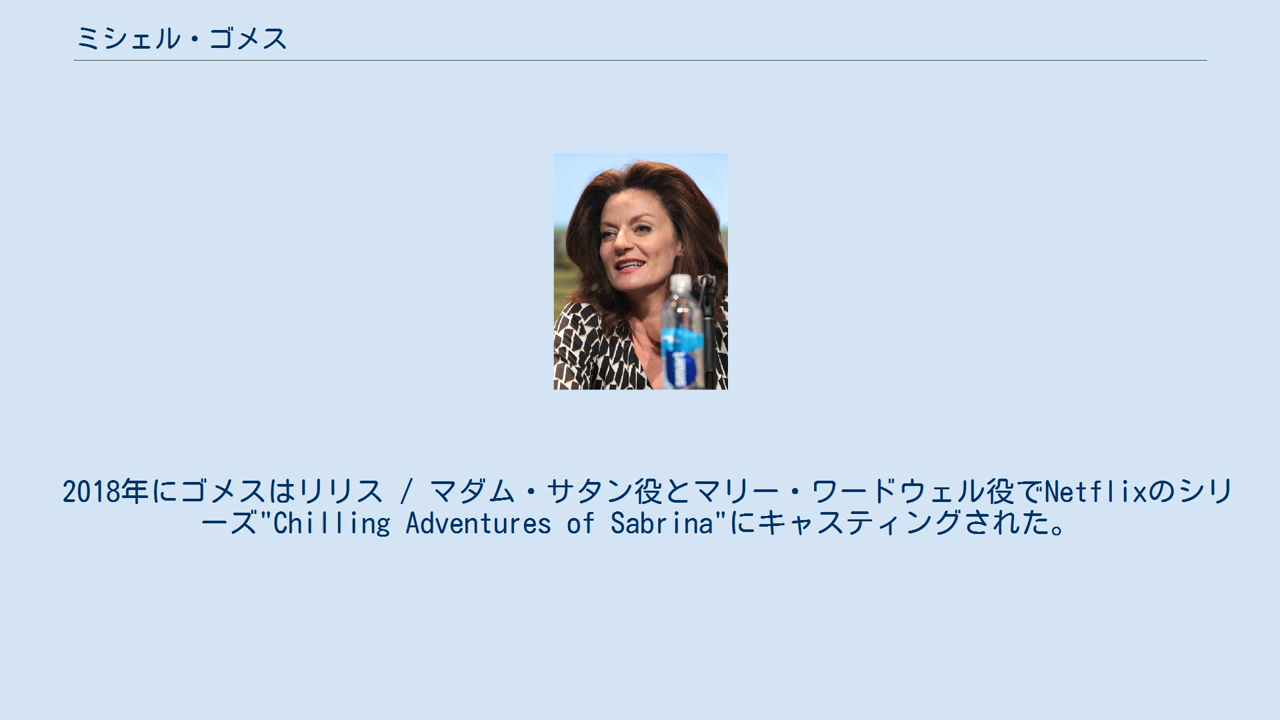 ミシェル・ゴメス
2018年にゴメスはリリス / マダム・サタン役とマリー・ワードウェル役でNetflixのシリ
ーズ"Chilling Adventures of Sabrina"にキャスティングされた。